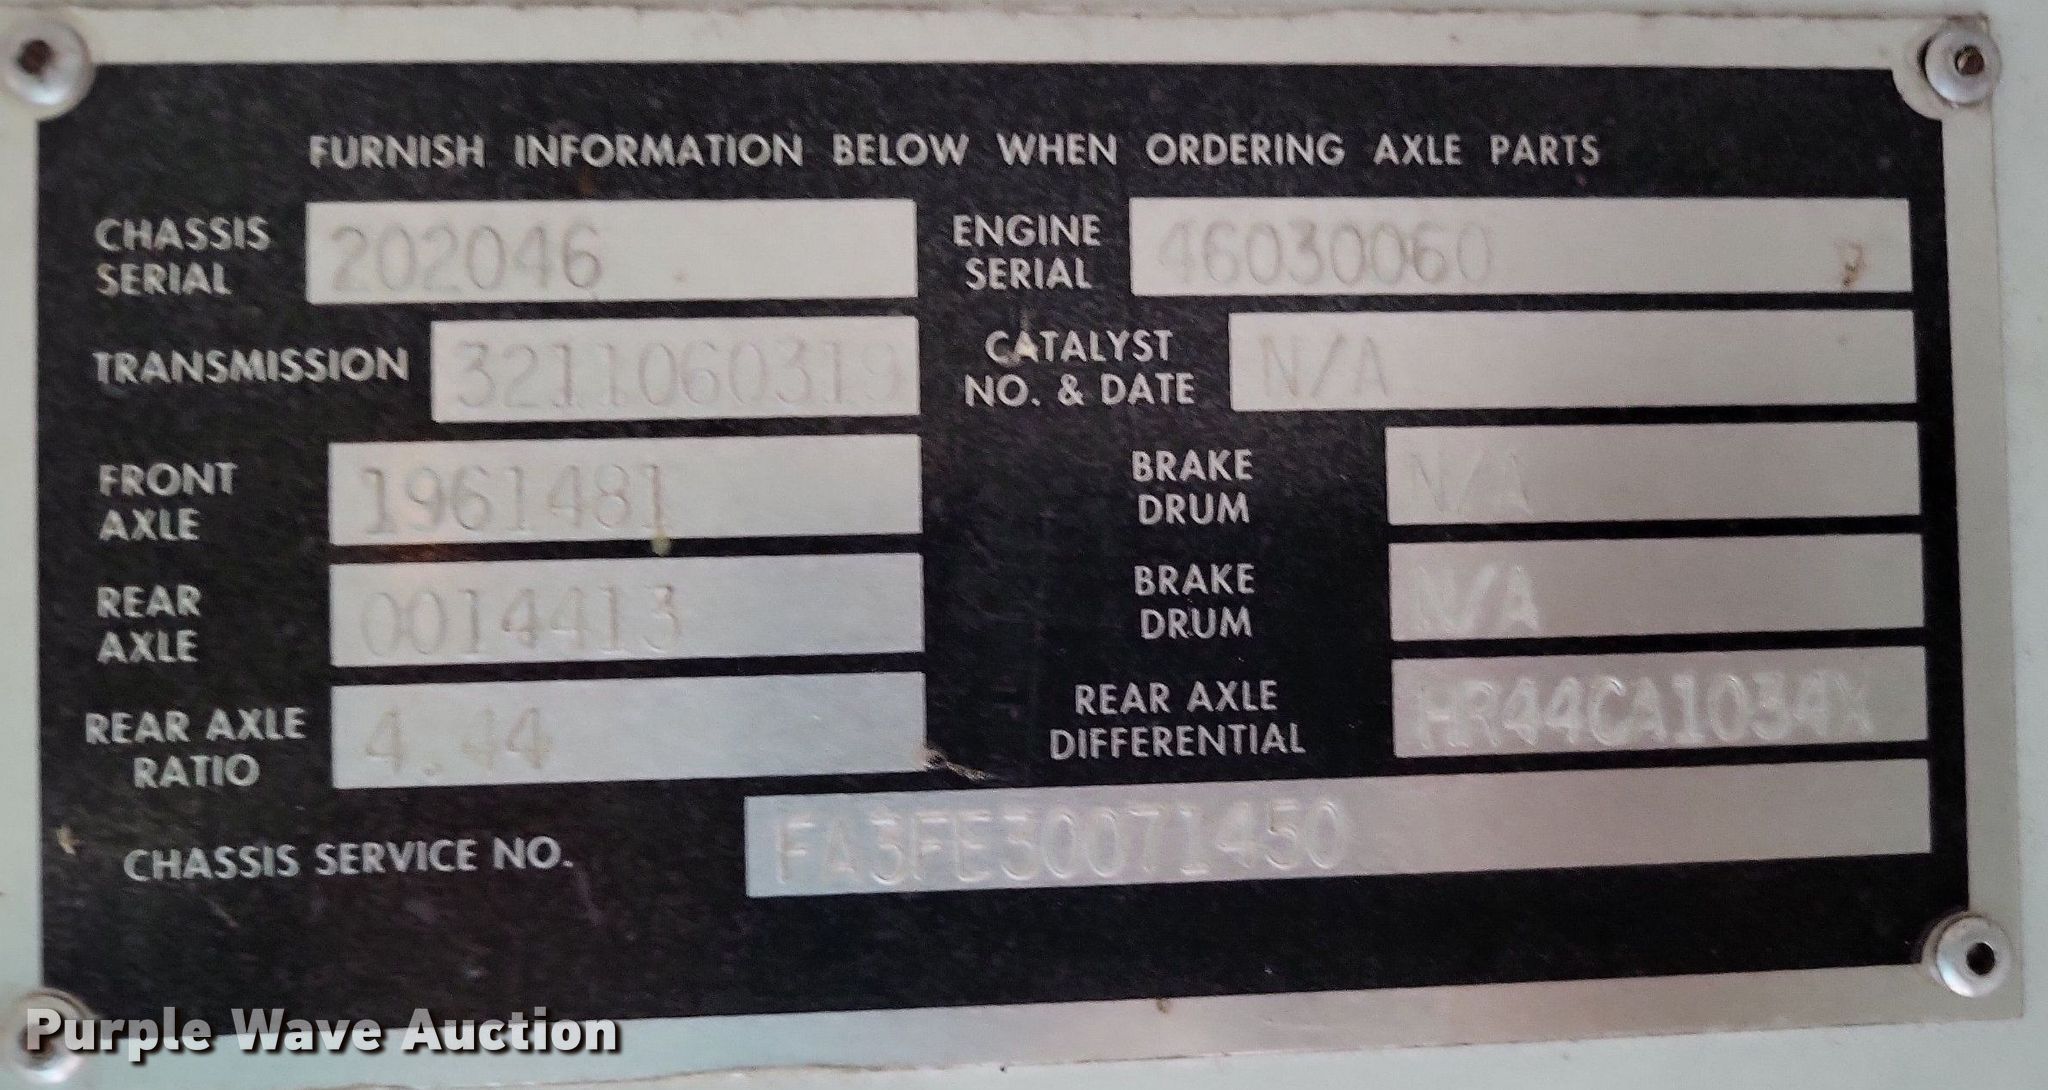 FURNISH INFORMATION BELOW WHEN ORDERING AXLE PARTS
CHASSIS SERIAL 202046
ENGINE SERIAL 46030060
TRANSMISSION 3211060319
CATALYST NO. & DATE N/A
FRONT AXLE 1961481
BRAKE DRUM N/A
REAR AXLE 0014413
BRAKE DRUM N/A
REAR AXLE RATIO 4.44
REAR AXLE DIFFERENTIAL HR44CA1034X
CHASSIS SERVICE NO. FA3FE30071450
Purple Wave Auction